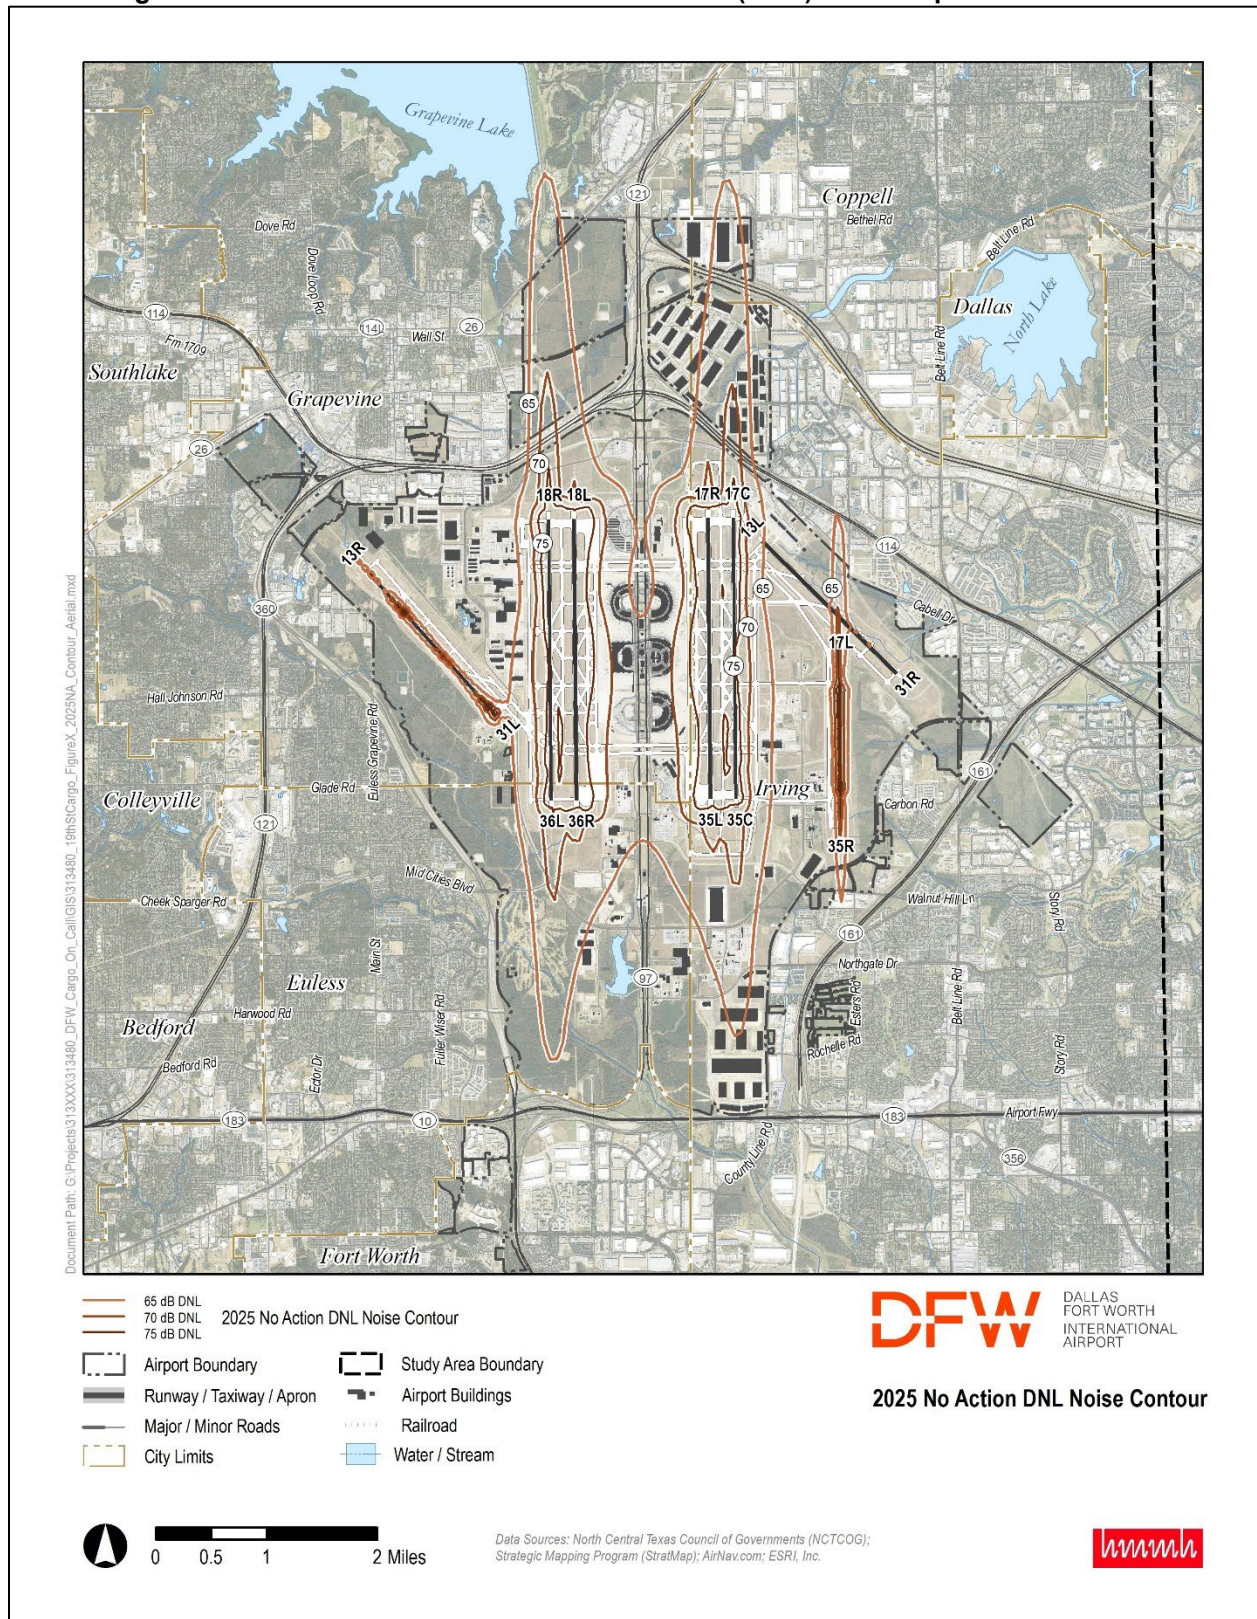 Grapevine Lake
121
Coppell
Bethel Rd
Belt Line Rd
Dove Rd
Dove Loop Rd
Dallas
North Lake
114
114L
Wall St
26
Fm 1709
Belt Line Rd
Southlake
Grapevine
65
26
70
18R 18L
17R 17C
75
13L
13R
114
65
65
Cabell Dr
360
70
17L
75
31R
Hall Johnson Rd
Euless Grapevine Rd
31L
161
Glade Rd
Irving
Colleyville
Carbon Rd
121
36L 36R
35L 35C
35R
Mid Cities Blvd
Cheek Sparger Rd
Walnut Hill Ln
Story Rd
161
Main St
Northgate Dr
97
Euless
Esters Rd
Belt Line Rd
Harwood Rd
Fuller Wiser Rd
Bedford
Rochelle Rd
Bedford Rd
Ector Dr
Story Rd
183
10
183
Airport Fwy
County Line Rd
356
Fort Worth
Document Path: G:\Projects\313XXX\313480_DFW_Cargo_On_Call\GIS\313480_19thStCargo_FigureX_2025NA_Contour_Aerial.mxd
65 dB DNL
70 dB DNL
75 dB DNL
2025 No Action DNL Noise Contour
Airport Boundary
Study Area Boundary
Runway / Taxiway / Apron
Airport Buildings
Major / Minor Roads
Railroad
City Limits
Water / Stream
DFW
DALLAS
FORT WORTH
INTERNATIONAL
AIRPORT
2025 No Action DNL Noise Contour
0 0.5 1 2 Miles
Data Sources: North Central Texas Council of Governments (NCTCOG);
Strategic Mapping Program (StratMap); AirNav.com; ESRI, Inc.
hmmh